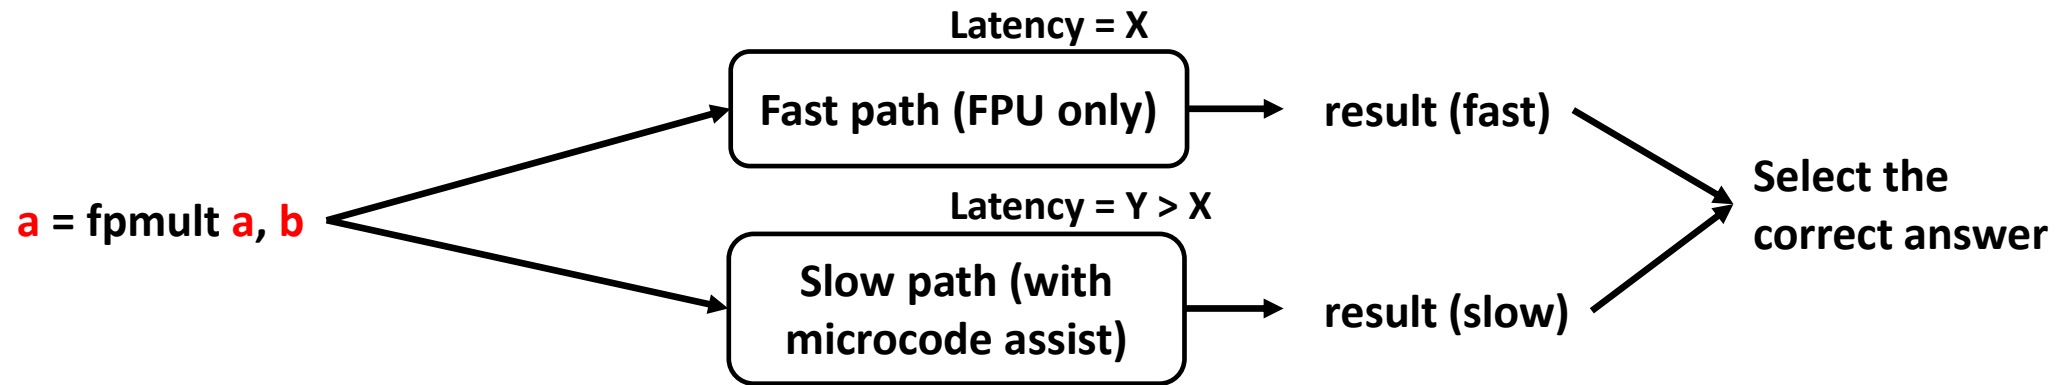 Latency = X
Fast path (FPU only)
result (fast)
a = fpmult a, b
Latency = Y > X
Slow path (with
microcode assist)
result (slow)
Select the
correct answer